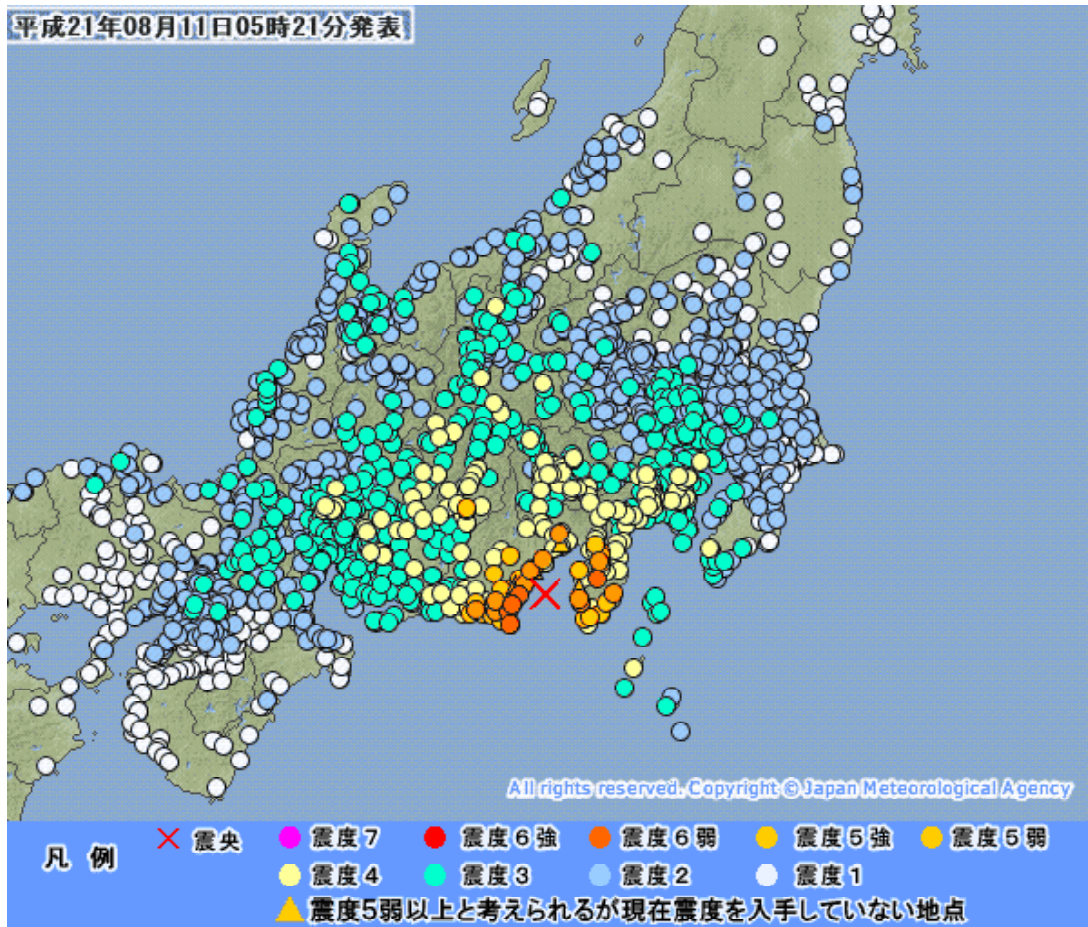 平成21年08月11日05時21分発表
All rights reserved. Copyright © Japan Meteorological Agency
凡例 震央 震度7 震度6強 震度6弱 震度5強 震度5弱
震度4 震度3 震度2 震度1
震度5弱以上と考えられるが現在震度を入手していない地点